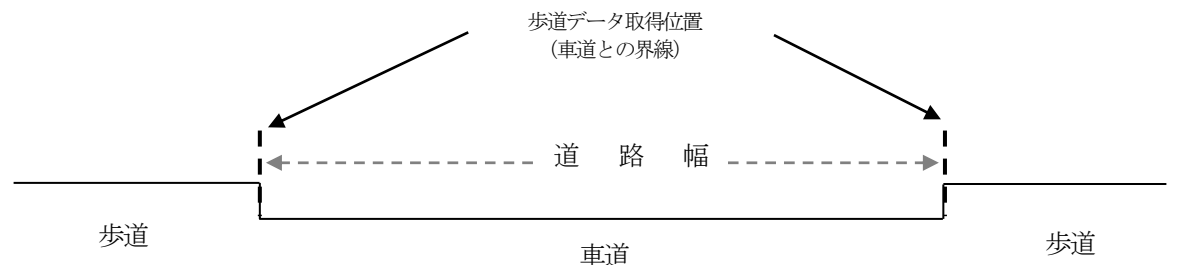 歩道データ取得位置
（車道との界線）
道　路　幅
歩道
車道
歩道